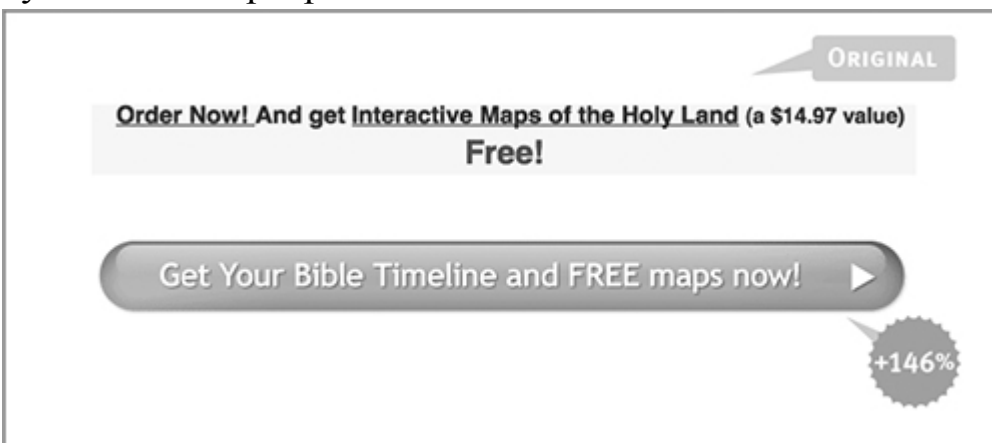 ORIGINAL
Order Now! And get Interactive Maps of the Holy Land (a $14.97 value)
Free!
Get Your Bible Timeline and FREE maps now!
+146%